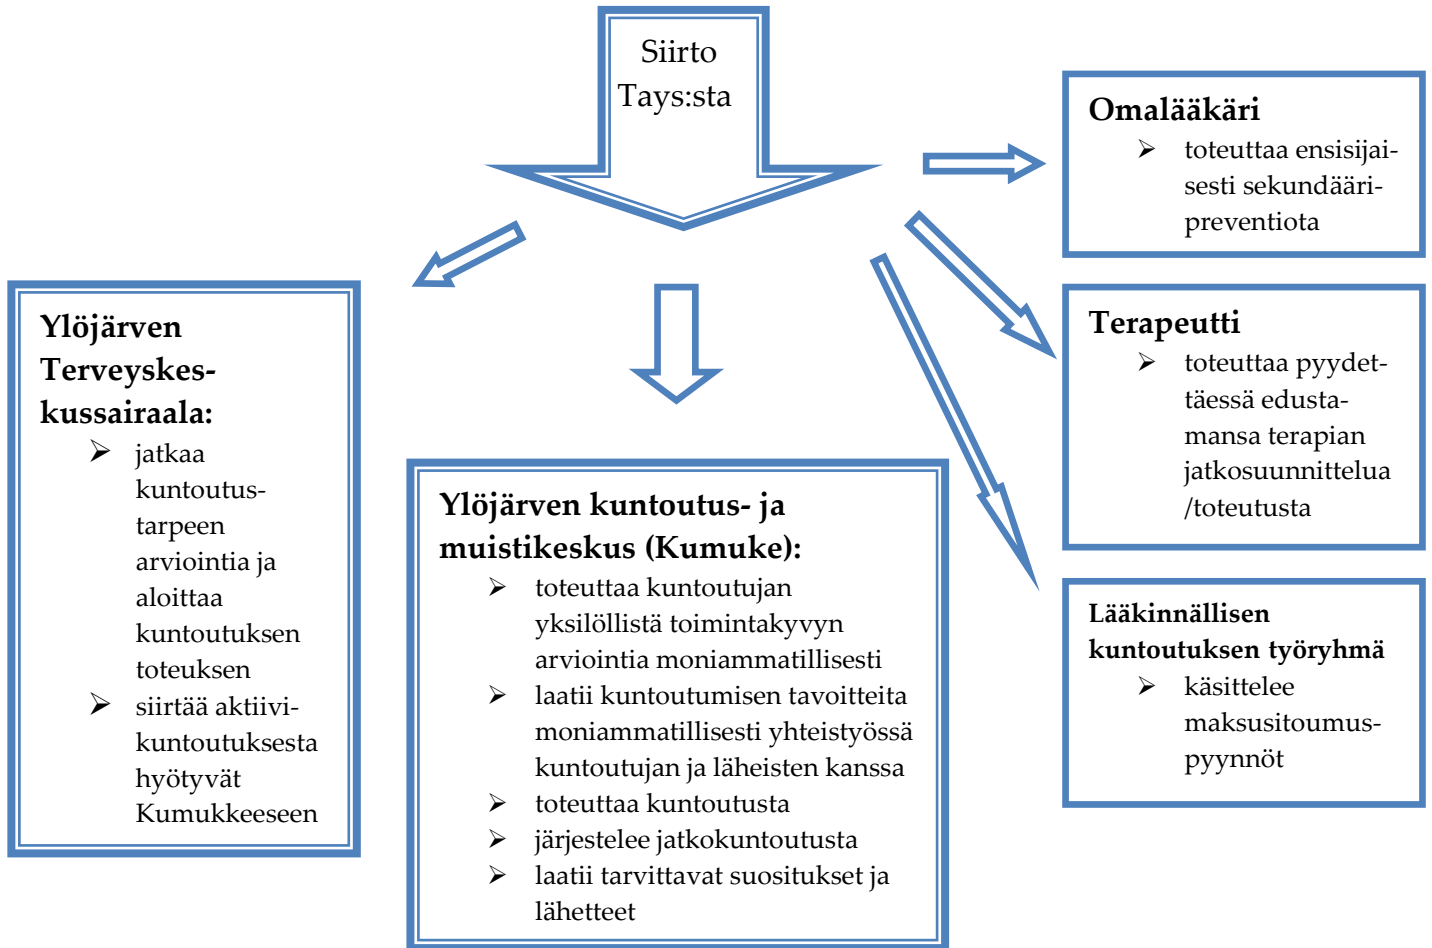 Siirto
Tays:sta
Omalääkäri
➢ toteuttaa ensisijai-
sesti sekundääri-
preventiota
Terapeutti
➢ toteuttaa pyydet-
täessä edusta-
mansa terapian
jatkosuunnittelua
/toteutusta
Lääkinnällisen
kuntoutuksen työryhmä
➢ käsittelee
maksusitoumus-
pyynnöt
Ylöjärven
Terveyskes-
kussairaala:
➢ jatkaa
kuntoutus-
tarpeen
arviointia ja
aloittaa
kuntoutuksen
toteuksen
➢ siirtää aktiivi-
kuntoutuksesta
hyötyvät
Kumukkeeseen
Ylöjärven kuntoutus- ja
muistikeskus (Kumuke):
➢ toteuttaa kuntoutujan
yksilöllistä toimintakyvyn
arviointia moniammatillisesti
➢ laatii kuntoutumisen tavoitteita
moniammatillisesti yhteistyössä
kuntoutujan ja läheisten kanssa
➢ toteuttaa kuntoutusta
➢ järjestelee jatkokuntoutusta
➢ laatii tarvittavat suositukset ja
lähetteet